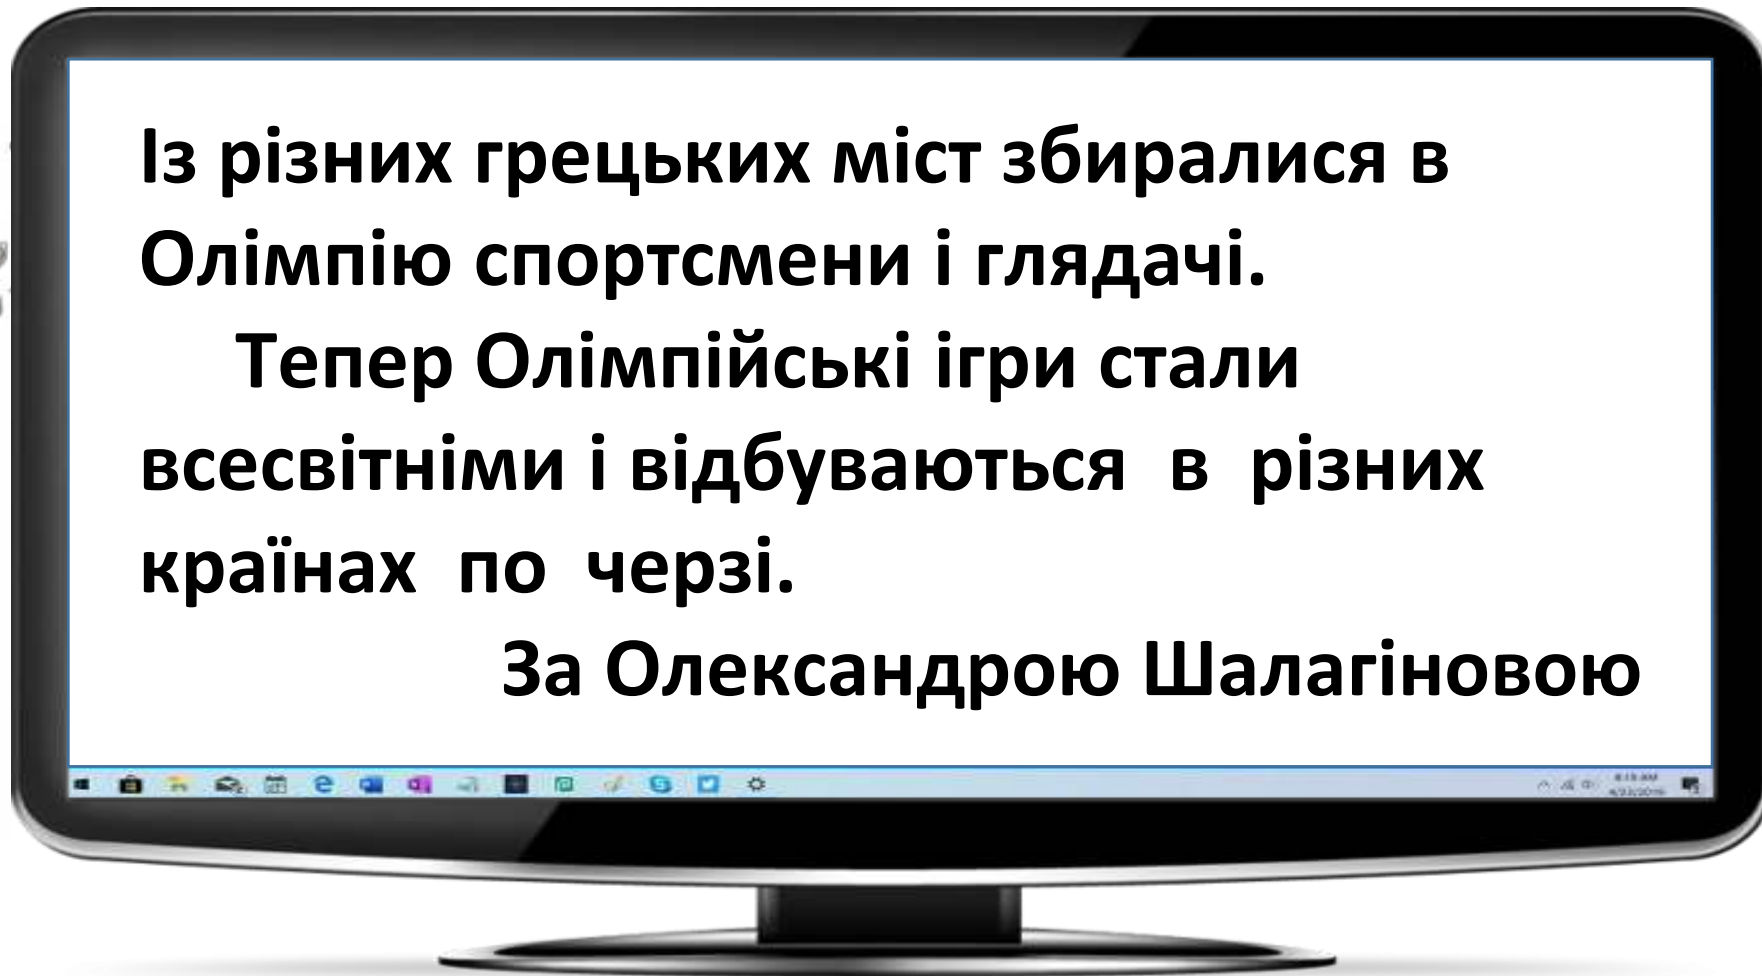 Із різних грецьких міст збиралися в
Олімпію спортсмени і глядачі.
Тепер Олімпійські ігри стали
всесвітніми і відбуваються в різних
країнах по черзі.
За Олександрою Шалагіновою